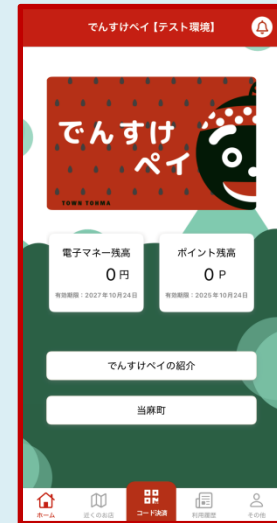 でんすけペイ【テスト環境】
でんすけ
ペイ
TOWN TOHMA
電子マネー残高
0 円
有効期限：2027年10月24日
ポイント残高
0 P
有効期限：2025年10月24日
でんすけペイの紹介
当麻町
ホーム
近くのお店
コード決済
利用履歴
その他